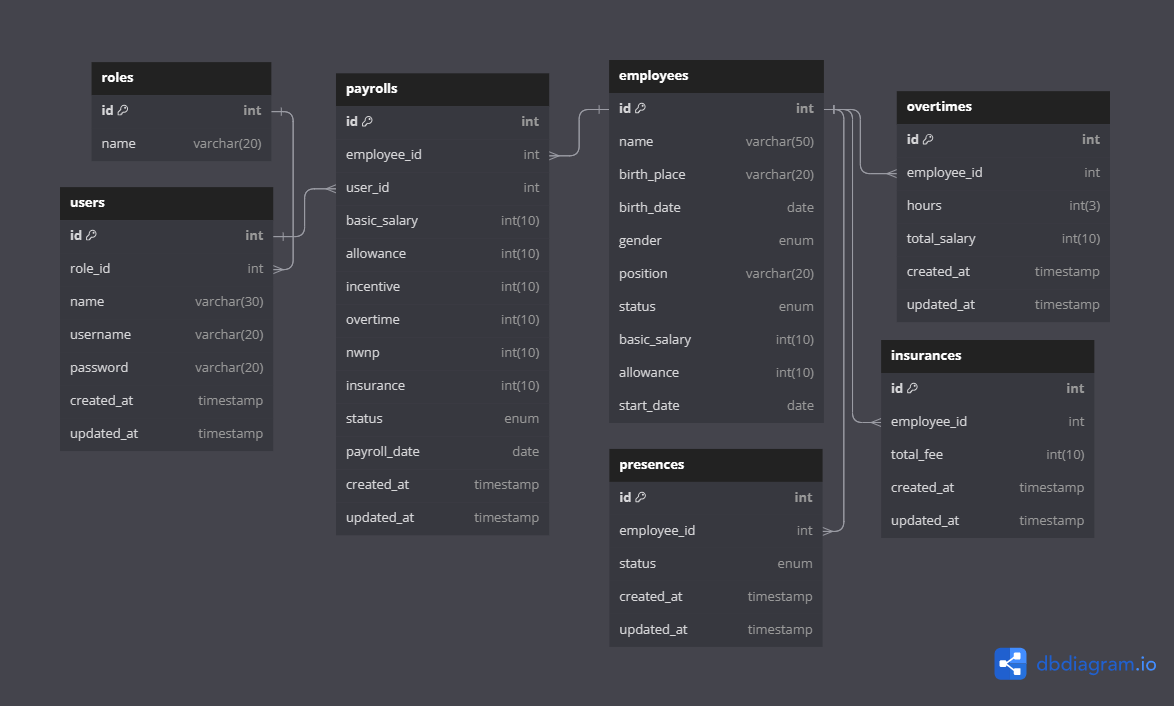 roles
id int
name varchar(20)
users
id int
role_id int
name varchar(30)
username varchar(20)
password varchar(20)
created_at timestamp
updated_at timestamp
payrolls
id int
employee_id int
user_id int
basic_salary int(10)
allowance int(10)
incentive int(10)
overtime int(10)
nwnp int(10)
insurance int(10)
status enum
payroll_date date
created_at timestamp
updated_at timestamp
employees
id int
name varchar(50)
birth_place varchar(20)
birth_date date
gender enum
position varchar(20)
status enum
basic_salary int(10)
allowance int(10)
start_date date
presences
id int
employee_id int
status enum
created_at timestamp
updated_at timestamp
overtimes
id int
employee_id int
hours int(3)
total_salary int(10)
created_at timestamp
updated_at timestamp
insurances
id int
employee_id int
total_fee int(10)
created_at timestamp
updated_at timestamp
dbdiagram.io